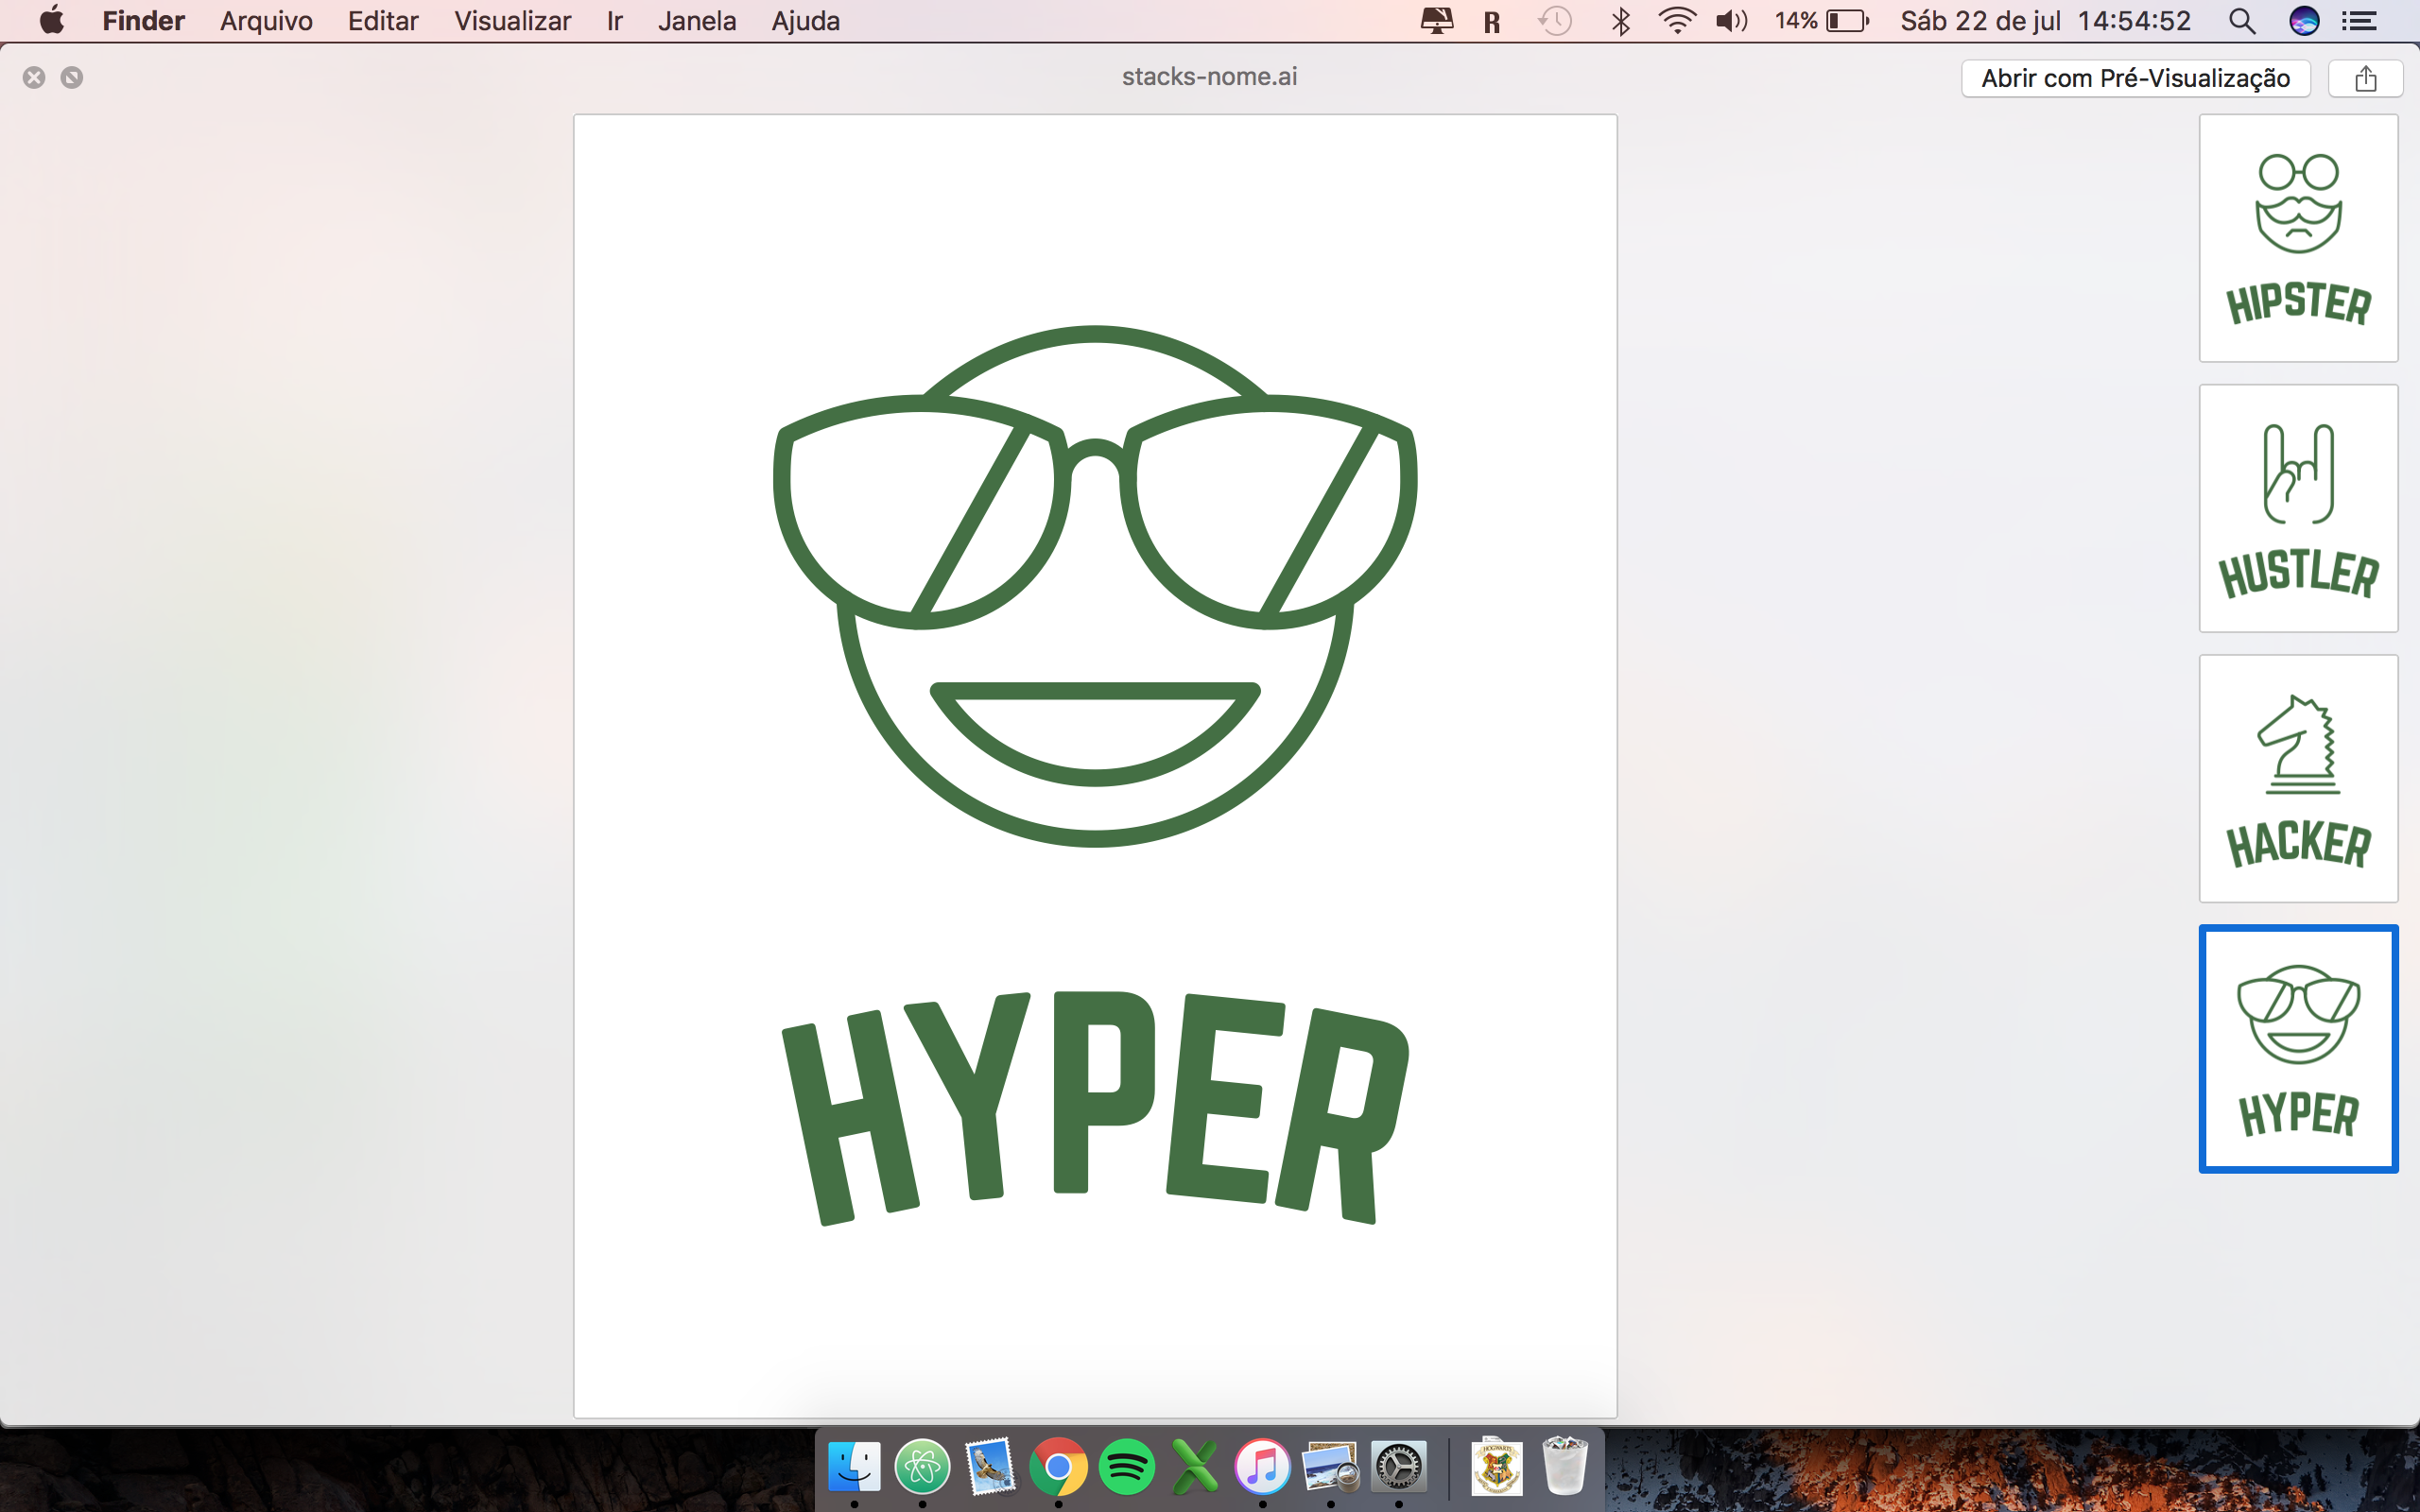 Finder Arquivo Editar Visualizar Ir Janela Ajuda R 14% Sáb 22 de jul 14:54:52
stacks-nome.ai
Abrir com Pré-Visualização
HYPER
HIPSTER
HUSTLER
HACKER
HYPER
HOGWARTS